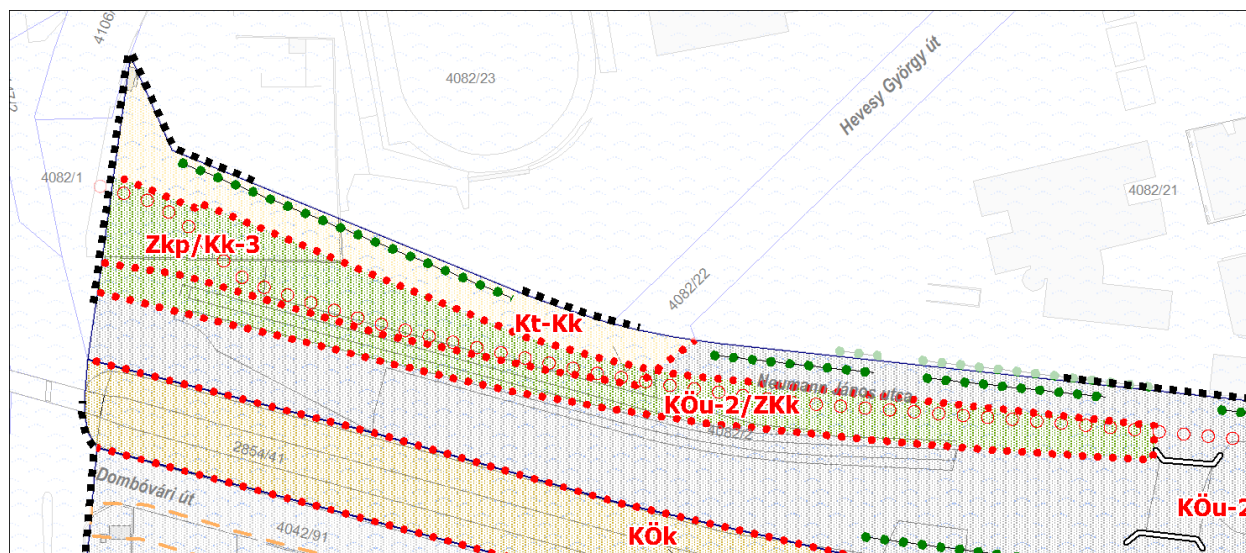 4106/
4082/23
Hevesy György út
4082/1
4082/21
Zkp/Kk-3
4082/22
Kt-Kk
Neumann János utca
KÖu-2/ZKk
4082/2
2854/41
Dombóvári út
KÖu-2
4042/91
KÖk